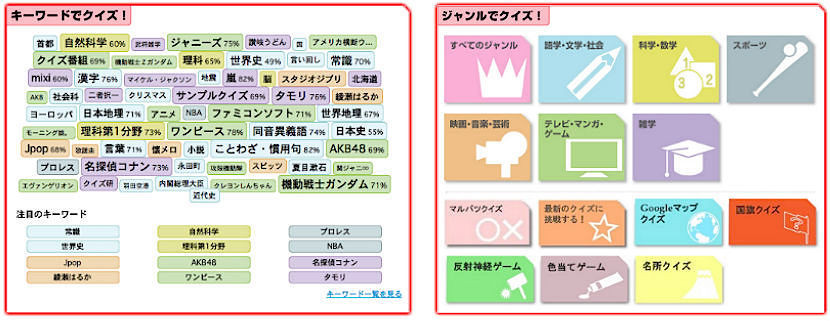 キーワードでクイズ！
首都 自然科学 60% 武将雑学 ジャニーズ 75% 讃岐うどん 国 アメリカ横断ウ...
クイズ番組 69% 機動戦士Zガンダム 理科 65% 世界史 49% 言い回し 常識 70%
mixi 60% 漢字 76% マイケル・ジャクソン 地震 嵐 82% 脳 スタジオジブリ 北海道
AKB 社会科 二者択一 クリスマス サンプルクイズ 69% タモリ 76% 綾瀬はるか
ヨーロッパ 日本地理 71% アニメ NBA ファミコンソフト 71% 世界地理 67%
モーニング娘。 理科第1分野 73% ワンピース 78% 同音異義語 74% 日本史 55%
Jpop 68% 歌謡曲 言葉 71% 懐メロ 小説 ことわざ・慣用句 82% AKB48 69%
プロレス 名探偵コナン 73% 永田町 攻殻機動隊 スピッツ 夏目漱石 関ジャニ∞
エヴァンゲリオン クイズ研 羽田空港 内閣総理大臣 クレヨンしんちゃん 機動戦士ガンダム 71%
近代史
注目のキーワード
常識 自然科学 プロレス
世界史 理科第1分野 NBA
Jpop AKB48 名探偵コナン
綾瀬はるか ワンピース タモリ
キーワード一覧を見る
ジャンルでクイズ！
すべてのジャンル 語学・文学・社会 科学・数学 スポーツ
1 3 2
映画・音楽・芸術 テレビ・マンガ・ゲーム 雑学
マルバツクイズ 最新のクイズに挑戦する！ Googleマップクイズ 国旗クイズ
?
反射神経ゲーム 色当てゲーム 名所クイズ